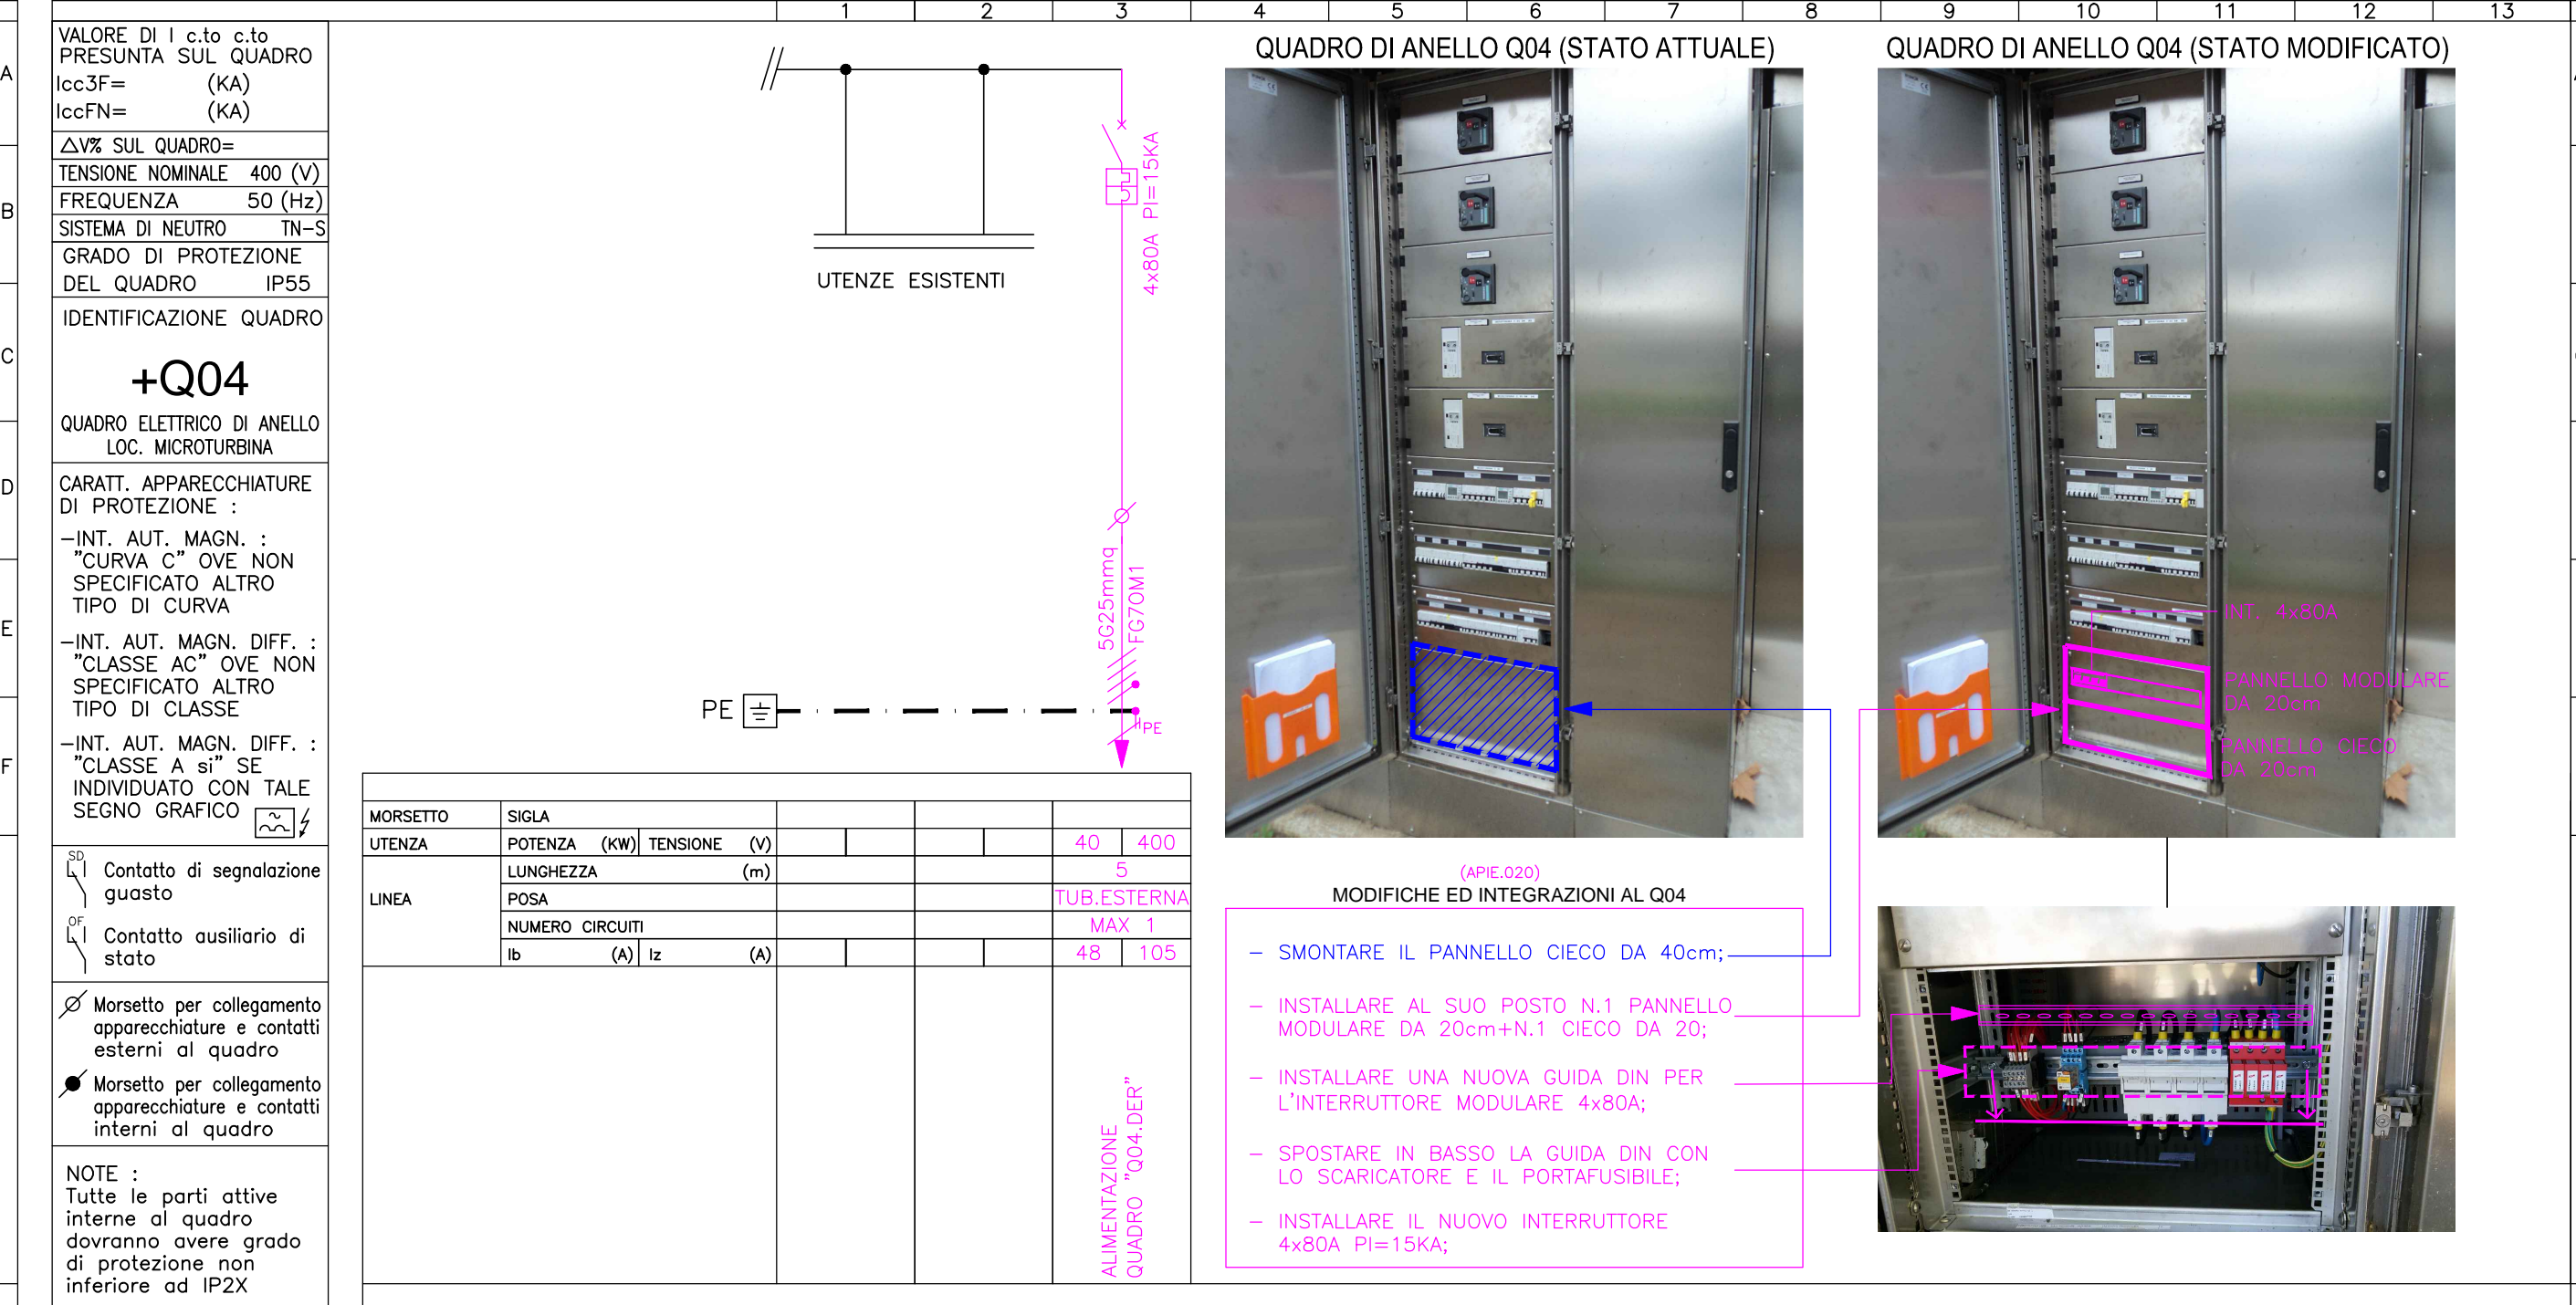 1 2 3 4 5 6 7 8 9 10 11 12 13
A
B
C
D
E
F
VALORE DI I c.to c.to
PRESUNTA SUL QUADRO
Icc3F= (KA)
IccFN= (KA)
△V% SUL QUADRO=
TENSIONE NOMINALE 400 (V)
FREQUENZA 50 (Hz)
SISTEMA DI NEUTRO TN-S
GRADO DI PROTEZIONE
DEL QUADRO IP55
IDENTIFICAZIONE QUADRO
+Q04
QUADRO ELETTRICO DI ANELLO
LOC. MICROTURBINA
CARATT. APPARECCHIATURE
DI PROTEZIONE :
-INT. AUT. MAGN. :
"CURVA C" OVE NON
SPECIFICATO ALTRO
TIPO DI CURVA
-INT. AUT. MAGN. DIFF. :
"CLASSE AC" OVE NON
SPECIFICATO ALTRO
TIPO DI CLASSE
-INT. AUT. MAGN. DIFF. :
"CLASSE A si" SE
INDIVIDUATO CON TALE
SEGNO GRAFICO
SD
Contatto di segnalazione
guasto
OF
Contatto ausiliario di
stato
Morsetto per collegamento
apparecchiature e contatti
esterni al quadro
Morsetto per collegamento
apparecchiature e contatti
interni al quadro
NOTE :
Tutte le parti attive
interne al quadro
dovranno avere grado
di protezione non
inferiore ad IP2X
UTENZE ESISTENTI
4x80A PI=15KA
5G25mmq
FG7OM1
PE
PE
MORSETTO SIGLA
UTENZA POTENZA (KW) TENSIONE (V) 40 400
LINEA
LUNGHEZZA (m) 5
POSA TUB.ESTERNA
NUMERO CIRCUITI MAX 1
Ib (A) Iz (A) 48 105
ALIMENTAZIONE
QUADRO "Q04.DER"
QUADRO DI ANELLO Q04 (STATO ATTUALE)
QUADRO DI ANELLO Q04 (STATO MODIFICATO)
INT. 4x80A
PANNELLO MODULARE
DA 20cm
PANNELLO CIECO
DA 20cm
(APIE.020)
MODIFICHE ED INTEGRAZIONI AL Q04
- SMONTARE IL PANNELLO CIECO DA 40cm;
- INSTALLARE AL SUO POSTO N.1 PANNELLO
MODULARE DA 20cm+N.1 CIECO DA 20;
- INSTALLARE UNA NUOVA GUIDA DIN PER
L'INTERRUTTORE MODULARE 4x80A;
- SPOSTARE IN BASSO LA GUIDA DIN CON
LO SCARICATORE E IL PORTAFUSIBILE;
- INSTALLARE IL NUOVO INTERRUTTORE
4x80A PI=15KA;